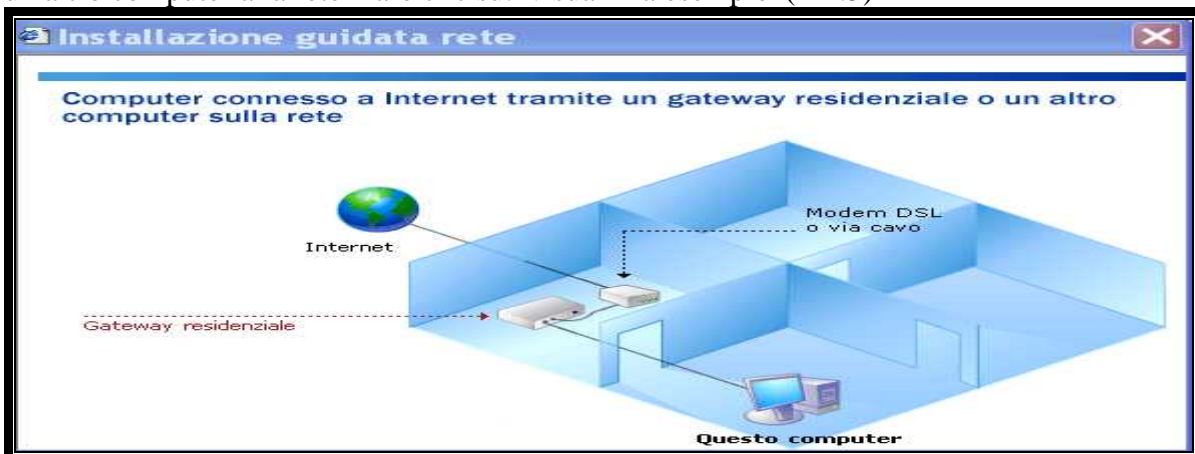 Installazione guidata rete
Computer connesso a Internet tramite un gateway residenziale o un altro
computer sulla rete
Modem DSL
o via cavo
Internet
Gateway residenziale
Questo computer